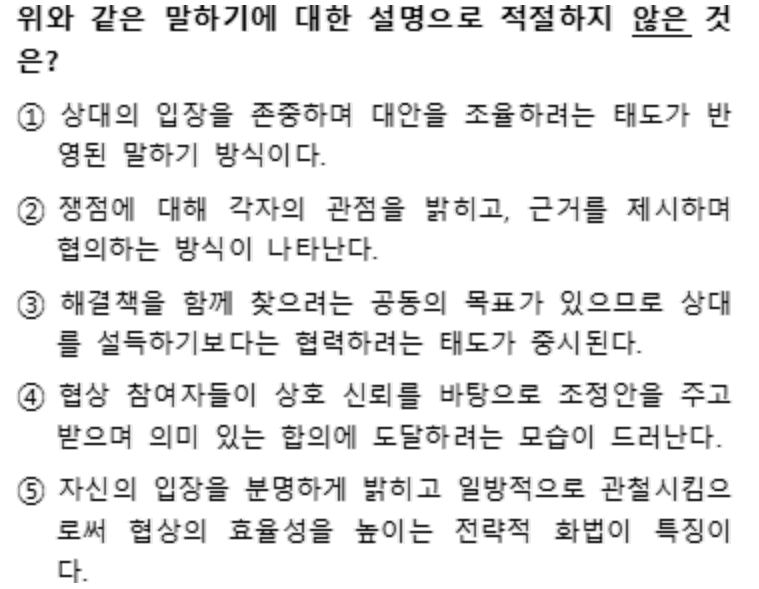 위와 같은 말하기에 대한 설명으로 적절하지 않은 것
은?
① 상대의 입장을 존중하며 대안을 조율하려는 태도가 반
영된 말하기 방식이다.
② 쟁점에 대해 각자의 관점을 밝히고, 근거를 제시하며
협의하는 방식이 나타난다.
③ 해결책을 함께 찾으려는 공동의 목표가 있으므로 상대
를 설득하기보다는 협력하려는 태도가 중시된다.
④ 협상 참여자들이 상호 신뢰를 바탕으로 조정안을 주고
받으며 의미 있는 합의에 도달하려는 모습이 드러난다.
⑤ 자신의 입장을 분명하게 밝히고 일방적으로 관철시킴으
로써 협상의 효율성을 높이는 전략적 화법이 특징이
다.